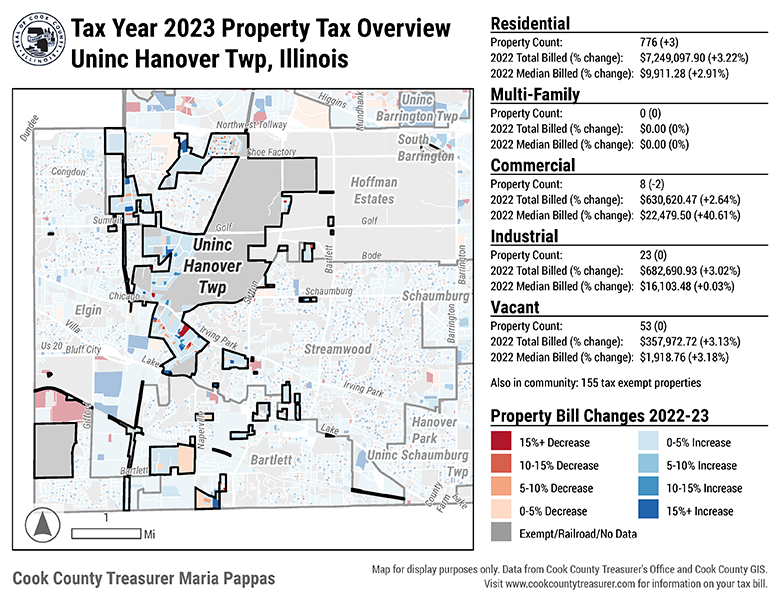 Tax Year 2023 Property Tax Overview
Uninc Hanover Twp, Illinois
SEAL OF COOK COUNTY
ILLINOIS
Residential
Property Count: 776 (+3)
2022 Total Billed (% change): $7,249,097.90 (+3.22%)
2022 Median Billed (% change): $9,911.28 (+2.91%)
Multi-Family
Property Count: 0 (0)
2022 Total Billed (% change): $0.00 (0%)
2022 Median Billed (% change): $0.00 (0%)
Commercial
Property Count: 8 (-2)
2022 Total Billed (% change): $630,620.47 (+2.64%)
2022 Median Billed (% change): $22,479.50 (+40.61%)
Industrial
Property Count: 23 (0)
2022 Total Billed (% change): $682,690.93 (+3.02%)
2022 Median Billed (% change): $16,103.48 (+0.03%)
Vacant
Property Count: 53 (0)
2022 Total Billed (% change): $357,972.72 (+3.13%)
2022 Median Billed (% change): $1,918.76 (+3.18%)
Also in community: 155 tax exempt properties
Property Bill Changes 2022-23
15%+ Decrease
10-15% Decrease
5-10% Decrease
0-5% Decrease
Exempt/Railroad/No Data
0-5% Increase
5-10% Increase
10-15% Increase
15%+ Increase
Dundee
Higgins
Mundhank
Uninc
Barrington Twp
Northwest Tollway
South
Barrington
Shoe Factory
Congdon
Hoffman
Estates
Summit
Golf
Golf
Uninc
Hanover
Twp
Bartlett
Bode
Barrington
Chicago
Sutton
Schaumburg
Schaumburg
Elgin
Villa
Irving Park
Barrington
Us 20
Bluff City
Lake
Streamwood
Irving Park
Gifford
Naperville
Lake
Hanover
Park
Bartlett
Bartlett
Uninc Schaumburg
Twp
County Farm
Lake
1
Mi
Cook County Treasurer Maria Pappas
Map for display purposes only. Data from Cook County Treasurer's Office and Cook County GIS.
Visit www.cookcountytreasurer.com for information on your tax bill.